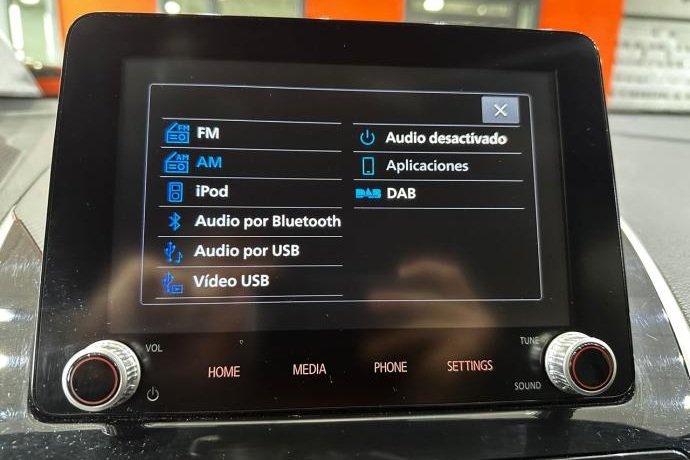 FM
AM
iPod
Audio por Bluetooth
Audio por USB
Vídeo USB
Audio desactivado
Aplicaciones
DAB DAB
VOL
HOME
MEDIA
PHONE
SETTINGS
TUNE
SOUND